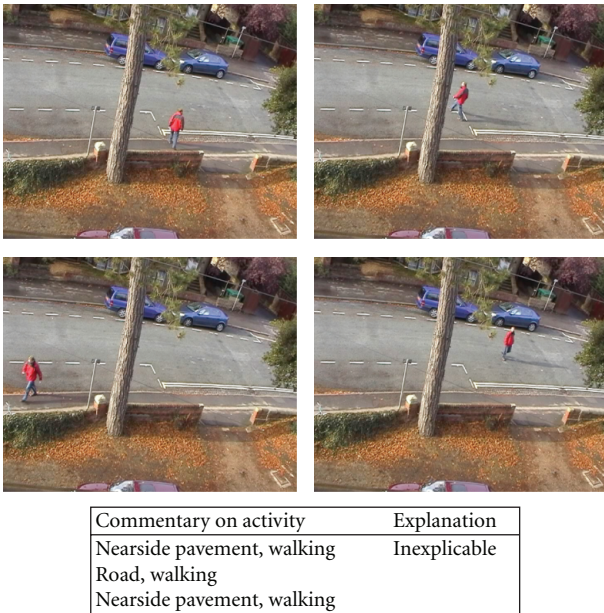 Commentary on activity Explanation
Nearside pavement, walking Inexplicable
Road, walking
Nearside pavement, walking